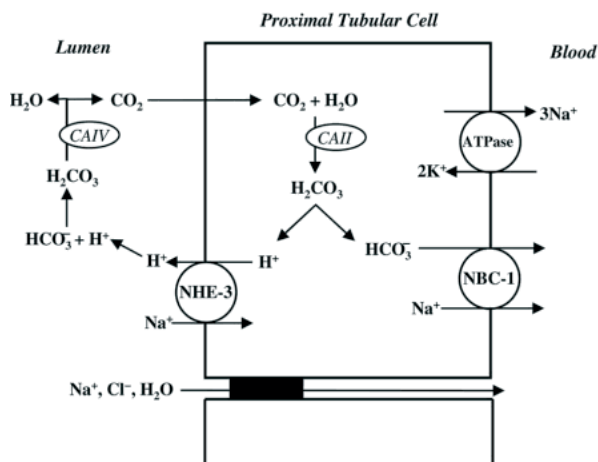 Proximal Tubular Cell
Lumen
Blood
H₂O
CO₂
CO₂ + H₂O
3Na⁺
CAIV
CAII
ATPase
H₂CO₃
2K⁺
H₂CO₃
HCO₃⁻ + H⁺
H⁺
H⁺
HCO₃⁻
NHE-3
NBC-1
Na⁺
Na⁺
Na⁺, Cl⁻, H₂O